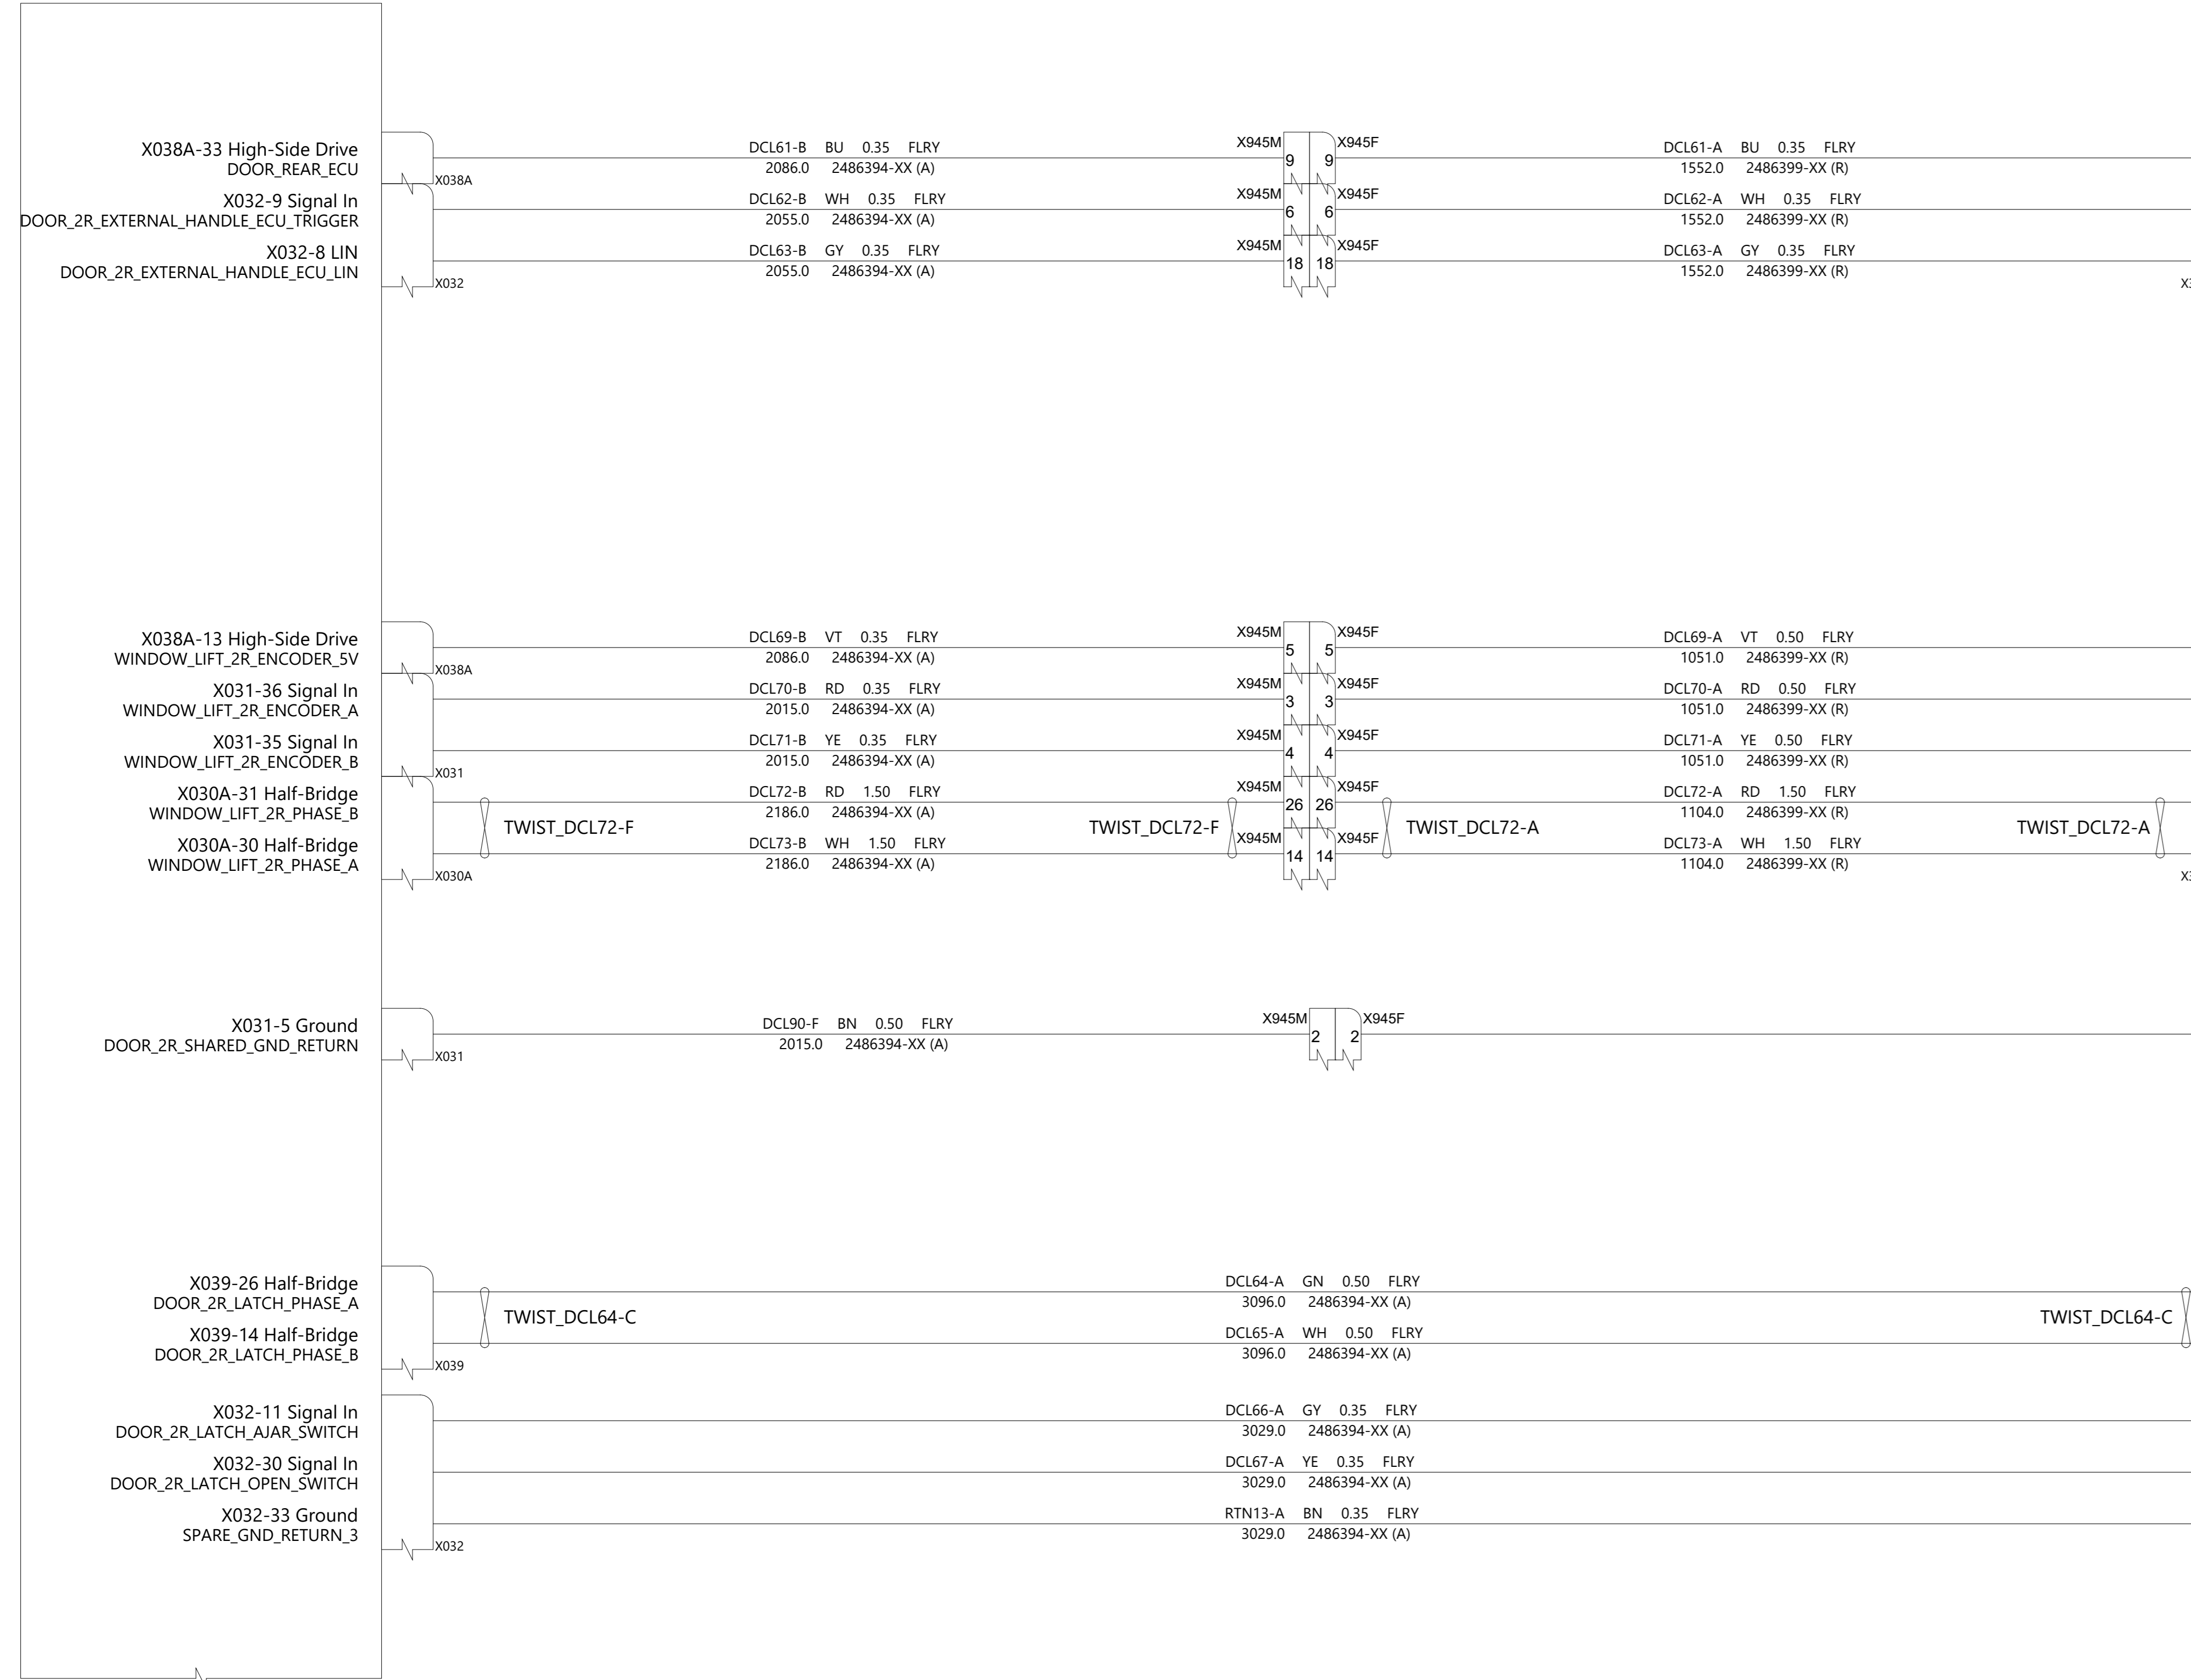 X038A-33 High-Side Drive
DOOR_REAR_ECU
X038A
DCL61-B BU 0.35 FLRY
2086.0 2486394-XX (A)
X945M 9 9 X945F
DCL61-A BU 0.35 FLRY
1552.0 2486399-XX (R)
X032-9 Signal In
DOOR_2R_EXTERNAL_HANDLE_ECU_TRIGGER
DCL62-B WH 0.35 FLRY
2055.0 2486394-XX (A)
X945M 6 6 X945F
DCL62-A WH 0.35 FLRY
1552.0 2486399-XX (R)
X032-8 LIN
DOOR_2R_EXTERNAL_HANDLE_ECU_LIN
X032
DCL63-B GY 0.35 FLRY
2055.0 2486394-XX (A)
X945M 18 18 X945F
DCL63-A GY 0.35 FLRY
1552.0 2486399-XX (R)
X038A-13 High-Side Drive
WINDOW_LIFT_2R_ENCODER_5V
X038A
DCL69-B VT 0.35 FLRY
2086.0 2486394-XX (A)
X945M 5 5 X945F
DCL69-A VT 0.50 FLRY
1051.0 2486399-XX (R)
X031-36 Signal In
WINDOW_LIFT_2R_ENCODER_A
DCL70-B RD 0.35 FLRY
2015.0 2486394-XX (A)
X945M 3 3 X945F
DCL70-A RD 0.50 FLRY
1051.0 2486399-XX (R)
X031-35 Signal In
WINDOW_LIFT_2R_ENCODER_B
X031
DCL71-B YE 0.35 FLRY
2015.0 2486394-XX (A)
X945M 4 4 X945F
DCL71-A YE 0.50 FLRY
1051.0 2486399-XX (R)
X030A-31 Half-Bridge
WINDOW_LIFT_2R_PHASE_B
DCL72-B RD 1.50 FLRY
2186.0 2486394-XX (A)
X945M 26 26 X945F
DCL72-A RD 1.50 FLRY
1104.0 2486399-XX (R)
TWIST_DCL72-F TWIST_DCL72-F TWIST_DCL72-A TWIST_DCL72-A
X030A-30 Half-Bridge
WINDOW_LIFT_2R_PHASE_A
X030A
DCL73-B WH 1.50 FLRY
2186.0 2486394-XX (A)
X945M 14 14 X945F
DCL73-A WH 1.50 FLRY
1104.0 2486399-XX (R)
X031-5 Ground
DOOR_2R_SHARED_GND_RETURN
X031
DCL90-F BN 0.50 FLRY
2015.0 2486394-XX (A)
X945M 2 2 X945F
X039-26 Half-Bridge
DOOR_2R_LATCH_PHASE_A
DCL64-A GN 0.50 FLRY
3096.0 2486394-XX (A)
TWIST_DCL64-C TWIST_DCL64-C
X039-14 Half-Bridge
DOOR_2R_LATCH_PHASE_B
X039
DCL65-A WH 0.50 FLRY
3096.0 2486394-XX (A)
X032-11 Signal In
DOOR_2R_LATCH_AJAR_SWITCH
DCL66-A GY 0.35 FLRY
3029.0 2486394-XX (A)
X032-30 Signal In
DOOR_2R_LATCH_OPEN_SWITCH
DCL67-A YE 0.35 FLRY
3029.0 2486394-XX (A)
X032-33 Ground
SPARE_GND_RETURN_3
X032
RTN13-A BN 0.35 FLRY
3029.0 2486394-XX (A)